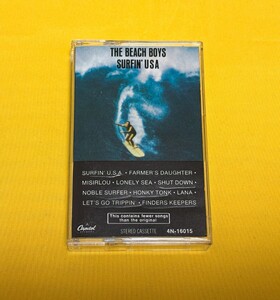 THE BEACH BOYS
SURFIN' USA
SURFIN' U.S.A. • FARMER'S DAUGHTER •
MISIRLOU • LONELY SEA • SHUT DOWN •
NOBLE SURFER • HONKY TONK • LANA •
LET'S GO TRIPPIN' • FINDERS KEEPERS
This contains fewer songs
than the original
Capitol
STEREO CASSETTE
4N-16015